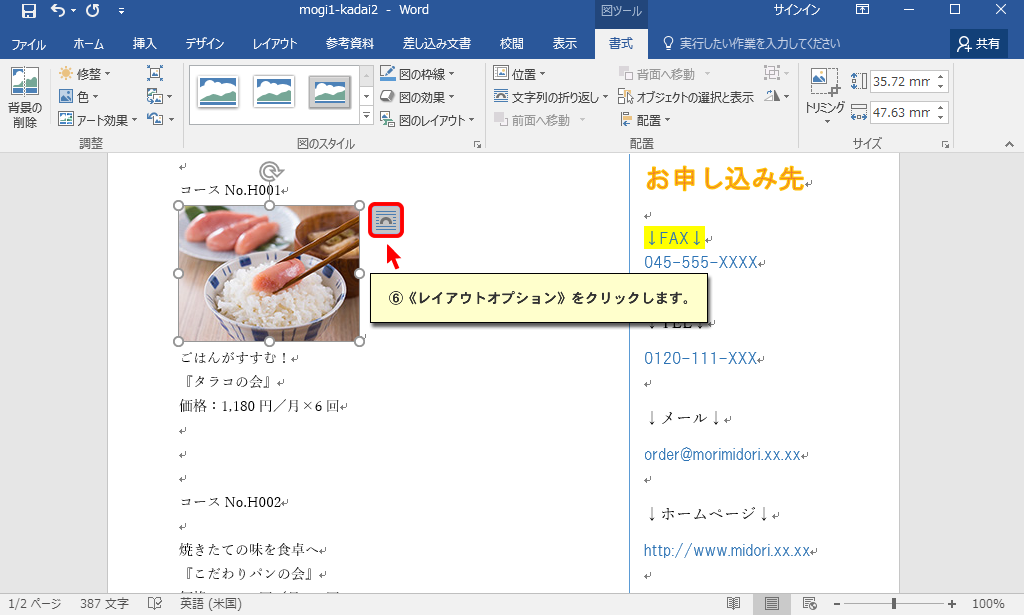 mogi1-kadai2 - Word
図ツール
サインイン
ファイル ホーム 挿入 デザイン レイアウト 参考資料 差し込み文書 校閲 表示 書式 実行したい作業を入力してください 共有
背景の削除
修整
色
アート効果
調整
図の枠線
図の効果
図のレイアウト
図のスタイル
位置
文字列の折り返し
前面へ移動
背面へ移動
オブジェクトの選択と表示
配置
配置
トリミング
35.72 mm
47.63 mm
サイズ
コース No.H001
⑥《レイアウトオプション》をクリックします。
ごはんがすすむ！
『タラコの会』
価格：1,180 円／月×6 回
コース No.H002
焼きたての味を食卓へ
『こだわりパンの会』
お申し込み先
↓FAX↓
045-555-XXXX
0120-111-XXX
↓メール↓
order@morimidori.xx.xx
↓ホームページ↓
http://www.midori.xx.xx
1/2 ページ 387 文字 英語 (米国) 100%